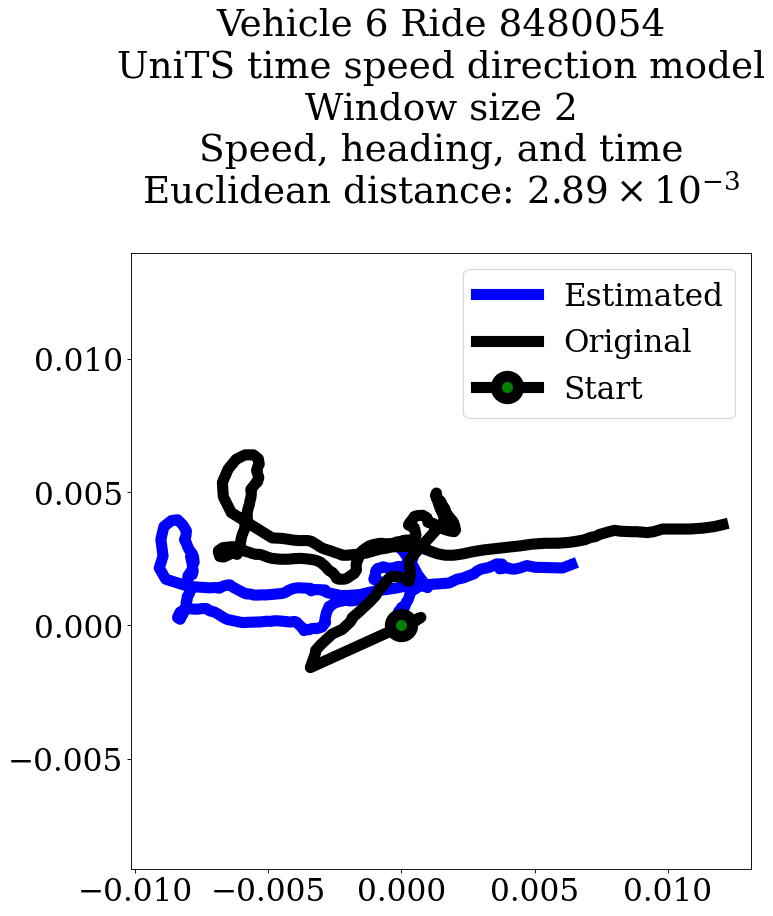 Vehicle 6 Ride 8480054
UniTS time speed direction model
Window size 2
Speed, heading, and time
Euclidean distance: 2.89 × 10⁻³
Estimated
Original
Start
0.010
0.005
0.000
−0.005
−0.010 −0.005 0.000 0.005 0.010